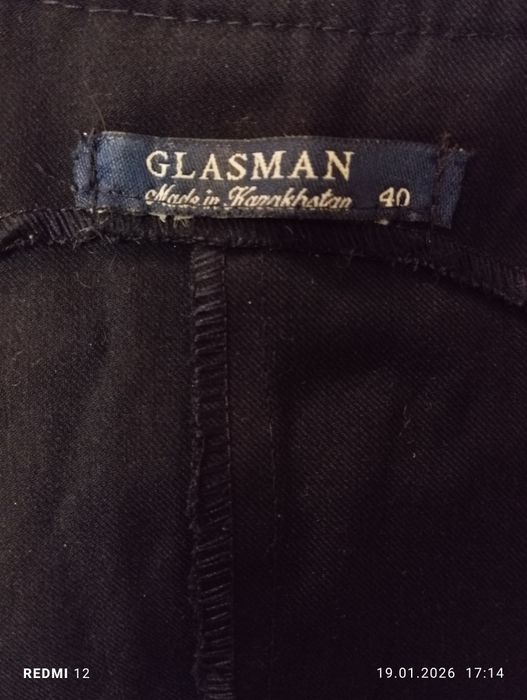 GLASMAN
Made in Kazakhstan 40
REDMI 12 19.01.2026 17:14